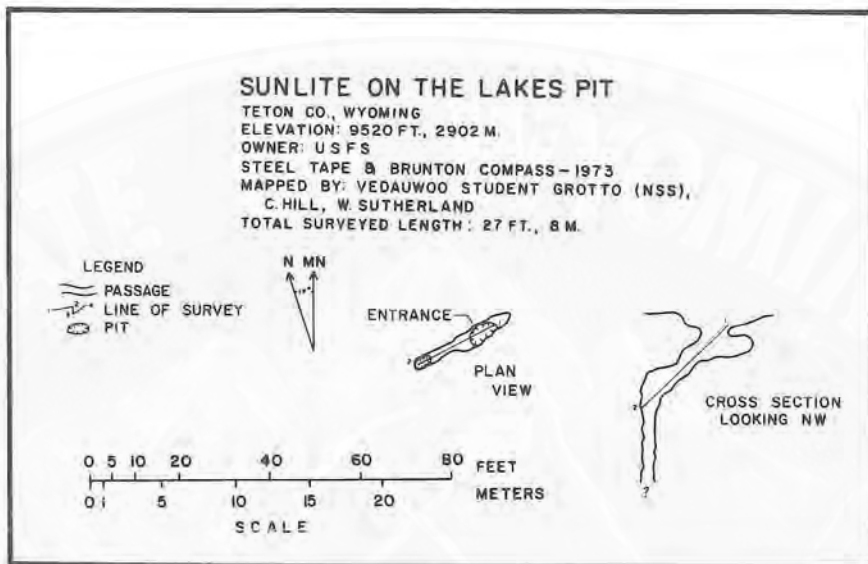 SUNLITE ON THE LAKES PIT
TETON CO., WYOMING
ELEVATION: 9520 FT., 2902 M.
OWNER: USFS
STEEL TAPE & BRUNTON COMPASS – 1973
MAPPED BY: VEDAUWOO STUDENT GROTTO (NSS),
C. HILL, W. SUTHERLAND
TOTAL SURVEYED LENGTH: 27 FT., 8 M.
LEGEND
PASSAGE
LINE OF SURVEY
PIT
N MN
ENTRANCE
PLAN
VIEW
CROSS SECTION
LOOKING NW
2
?
0 5 10 20 40 60 80 FEET
0 1 5 10 15 20 METERS
SCALE